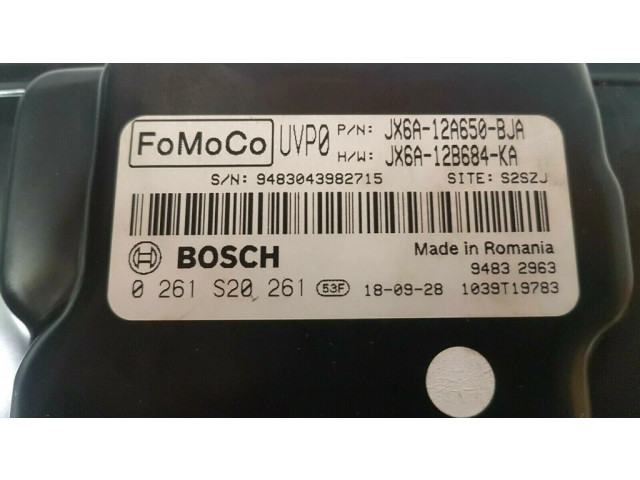 FoMoCo UVP0 P/N: JX6A-12A650-BJA
H/W: JX6A-12B684-KA
S/N: 9483043982715 SITE: S2SZJ
BOSCH Made in Romania
9483 2963
0 261 S20 261 53F 18-09-28 1039T19783